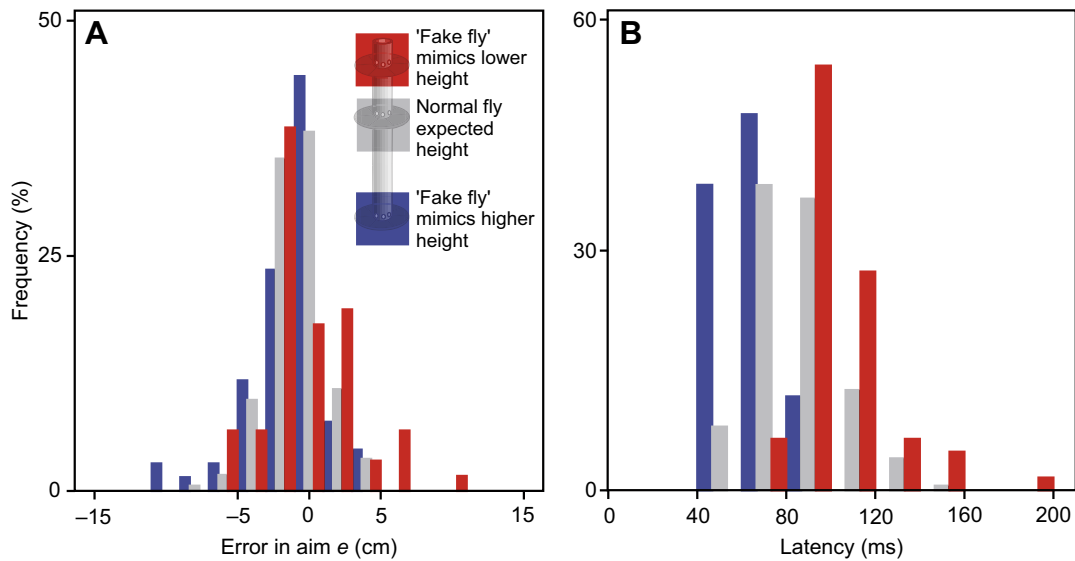 A
50
25
0
Frequency (%)
–15
–5
0
5
15
Error in aim e (cm)
'Fake fly'
mimics lower
height
Normal fly
expected
height
'Fake fly'
mimics higher
height
B
60
30
0
0
40
80
120
160
200
Latency (ms)